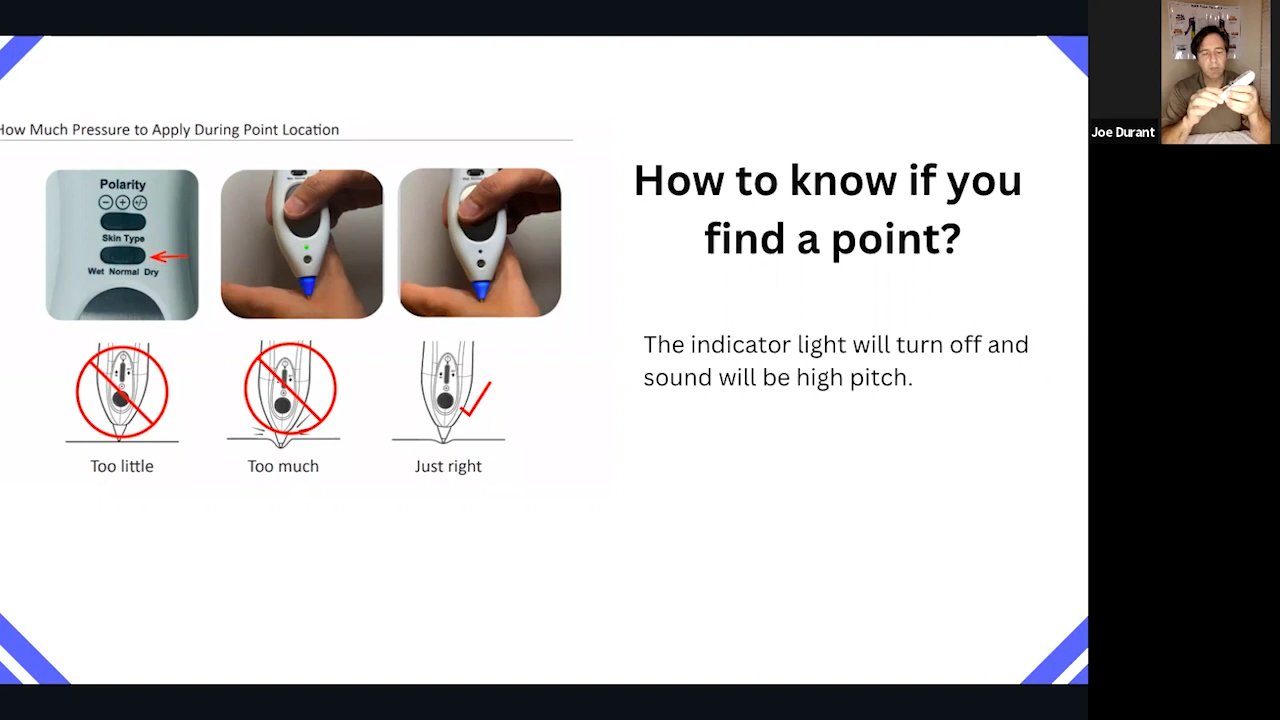 How Much Pressure to Apply During Point Location
Polarity
Skin Type
Wet Normal Dry
Too little
Too much
Just right
How to know if you
find a point?
The indicator light will turn off and
sound will be high pitch.
Joe Durant